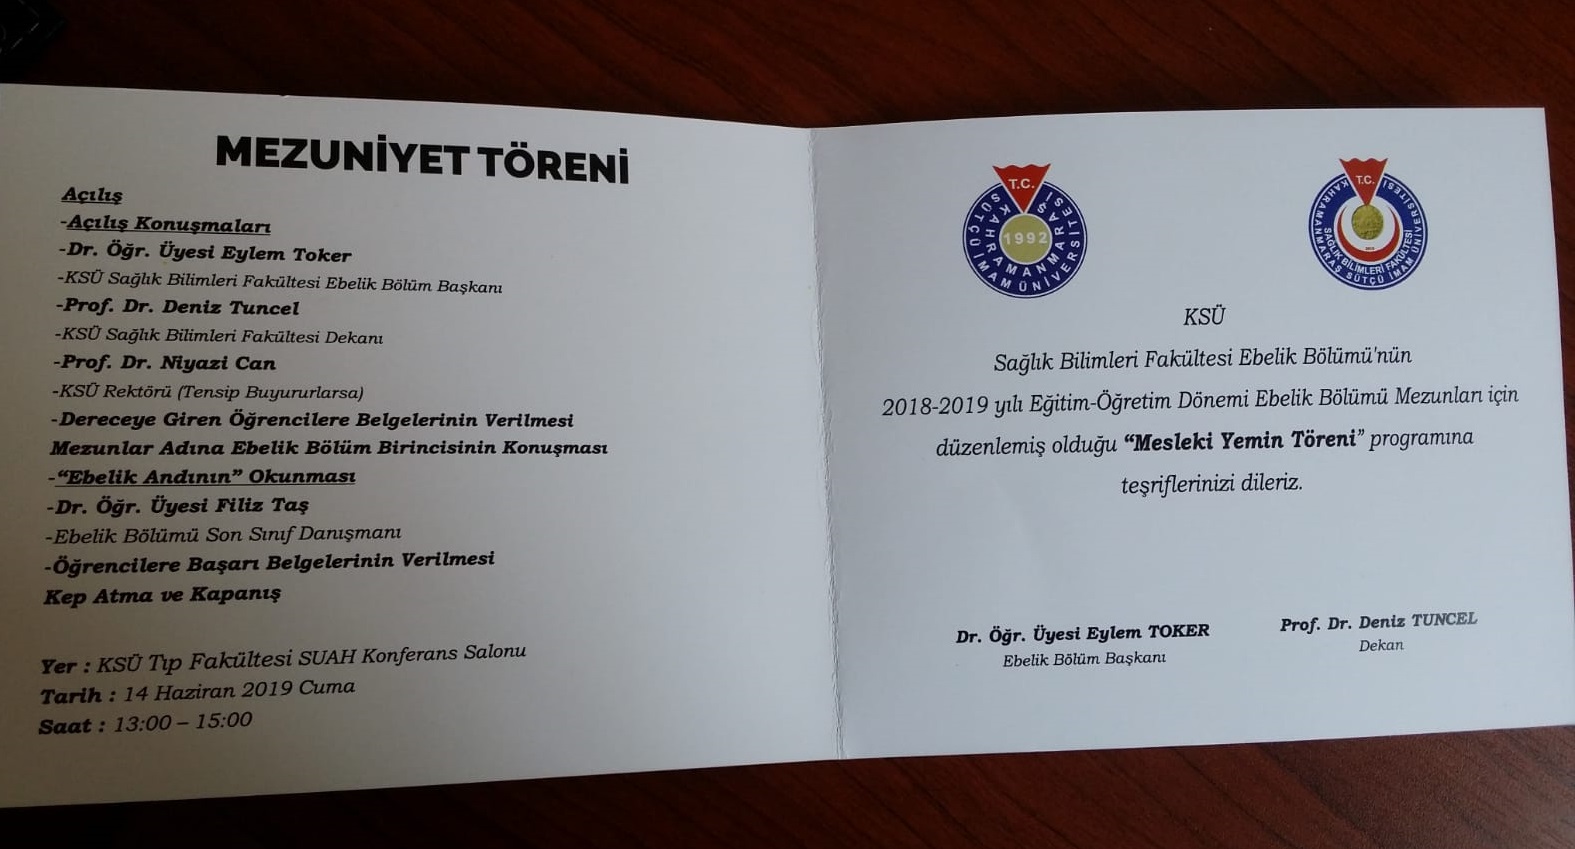 MEZUNİYET TÖRENİ
Açılış
-Açılış Konuşmaları
-Dr. Öğr. Üyesi Eylem Toker
-KSÜ Sağlık Bilimleri Fakültesi Ebelik Bölüm Başkanı
-Prof. Dr. Deniz Tuncel
-KSÜ Sağlık Bilimleri Fakültesi Dekanı
-Prof. Dr. Niyazi Can
-KSÜ Rektörü (Tensip Buyururlarsa)
-Dereceye Giren Öğrencilere Belgelerinin Verilmesi
Mezunlar Adına Ebelik Bölüm Birincisinin Konuşması
-“Ebelik Andının” Okunması
-Dr. Öğr. Üyesi Filiz Taş
-Ebelik Bölümü Son Sınıf Danışmanı
-Öğrencilere Başarı Belgelerinin Verilmesi
Kep Atma ve Kapanış
Yer : KSÜ Tıp Fakültesi SUAH Konferans Salonu
Tarih : 14 Haziran 2019 Cuma
Saat : 13:00 – 15:00
T.C.
KAHRAMANMARAŞ
SÜTÇÜ İMAM ÜNİVERSİTESİ
1992
T.C.
KAHRAMANMARAŞ SÜTÇÜ İMAM ÜNİVERSİTESİ
SAĞLIK BİLİMLERİ FAKÜLTESİ
KSÜ
Sağlık Bilimleri Fakültesi Ebelik Bölümü'nün
2018-2019 yılı Eğitim-Öğretim Dönemi Ebelik Bölümü Mezunları için
düzenlemiş olduğu “Mesleki Yemin Töreni” programına
teşriflerinizi dileriz.
Dr. Öğr. Üyesi Eylem TOKER
Ebelik Bölüm Başkanı
Prof. Dr. Deniz TUNCEL
Dekan